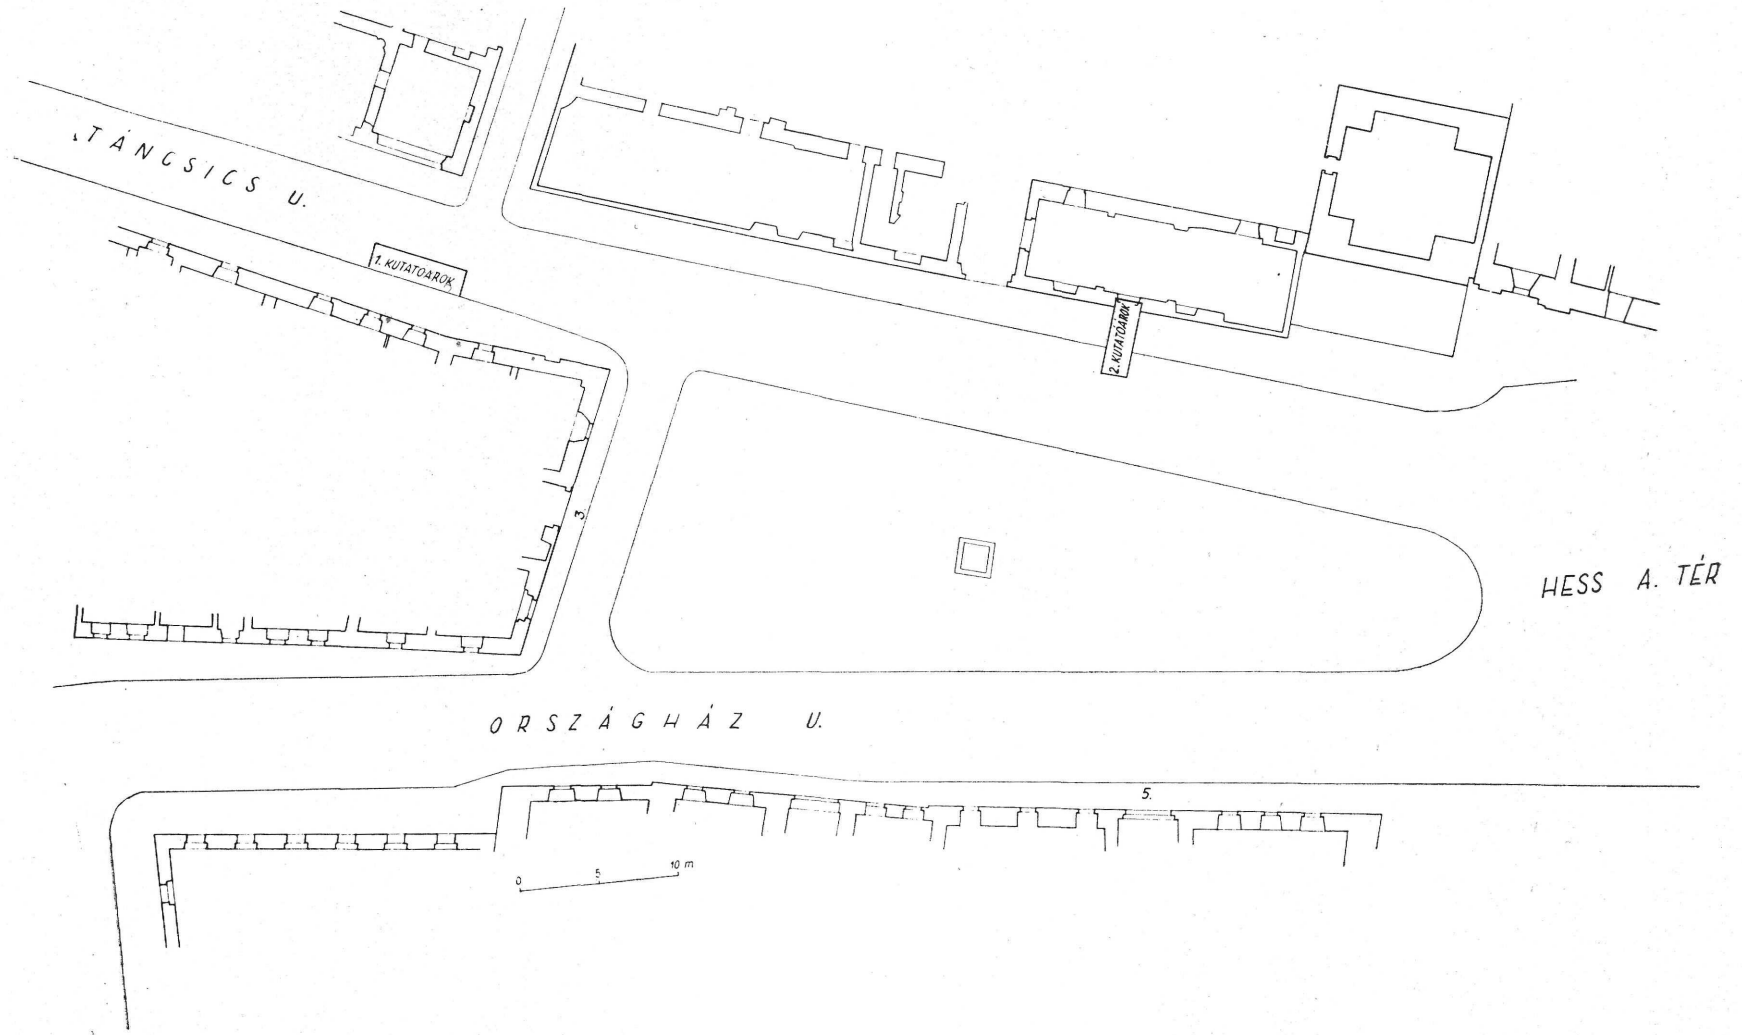 TÁNCSICS U.
1. KUTATÓÁROK
2. KUTATÓÁROK
3.
HESS A. TÉR
ORSZÁGHÁZ U.
5.
0 5 10 m